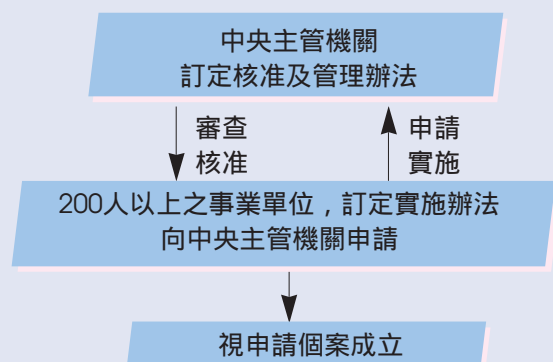 中央主管機關
訂定核准及管理辦法
審查
核准
申請
實施
200人以上之事業單位，訂定實施辦法
向中央主管機關申請
視申請個案成立